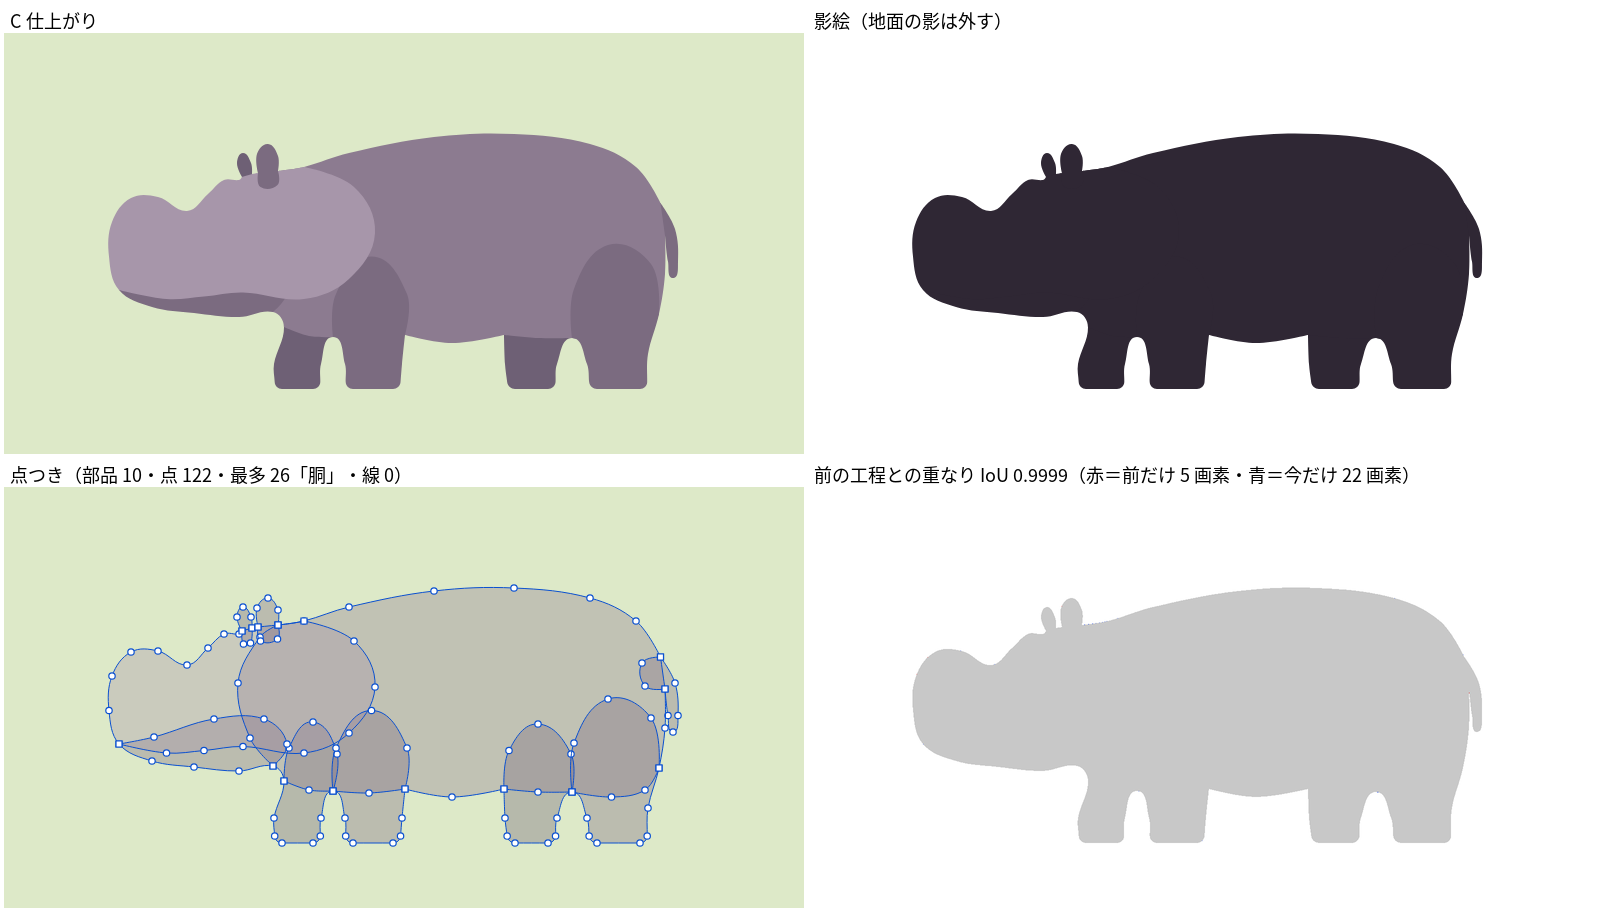 C 仕上がり
影絵（地面の影は外す）
点つき（部品 10・点 122・最多 26「胴」・線 0）
前の工程との重なり IoU 0.9999（赤＝前だけ 5 画素・青＝今だけ 22 画素）